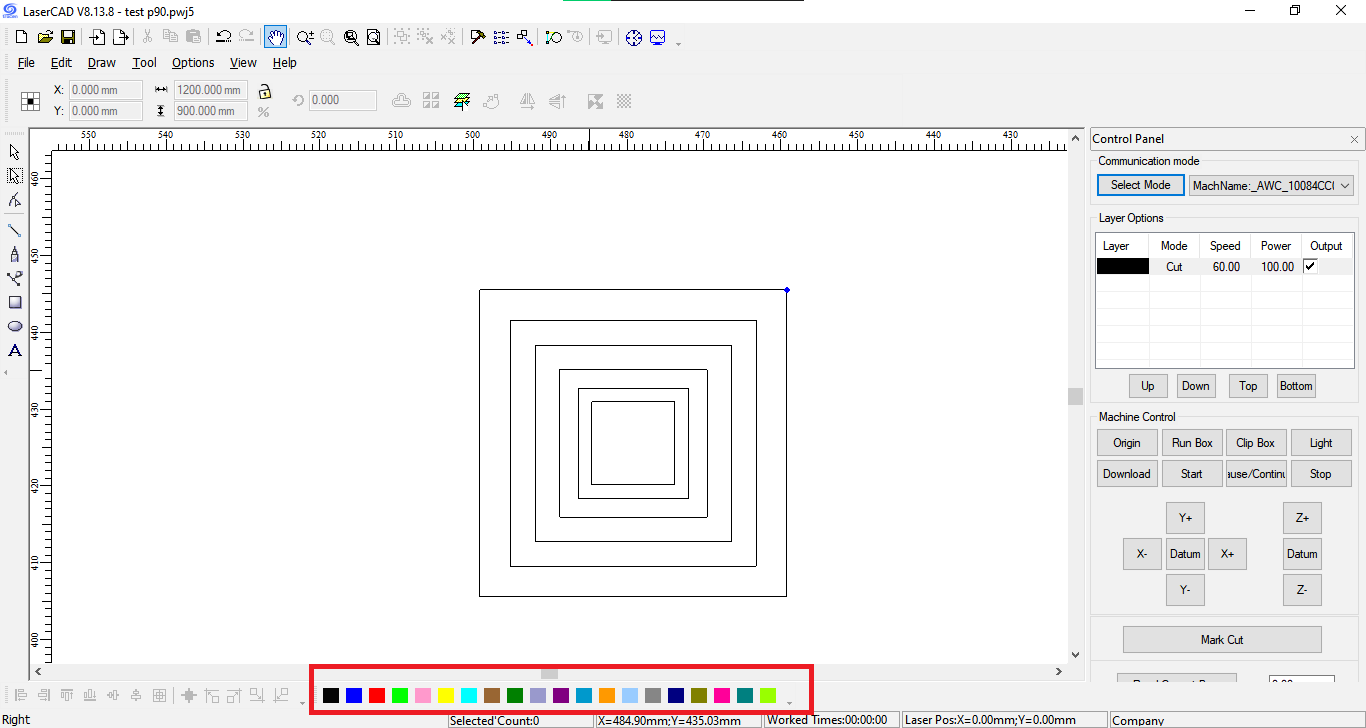 LaserCAD V8.13.8 - test p90.pwj5
File Edit Draw Tool Options View Help
X: 0.000 mm 1200.000 mm 0.000
Y: 0.000 mm 900.000 mm %
550 540 530 520 510 500 490 480 470 460 450 440 430
460
450
440
430
420
410
400
Control Panel
Communication mode
Select Mode MachName:_AWC_10084CC(
Layer Options
Layer Mode Speed Power Output
Cut 60.00 100.00
Up Down Top Bottom
Machine Control
Origin Run Box Clip Box Light
Download Start ause/Continu Stop
Y+ Z+
X- Datum X+ Datum
Y- Z-
Mark Cut
Right Selected'Count:0 X=484.90mm;Y=435.03mm Worked Times:00:00:00 Laser Pos:X=0.00mm;Y=0.00mm Company